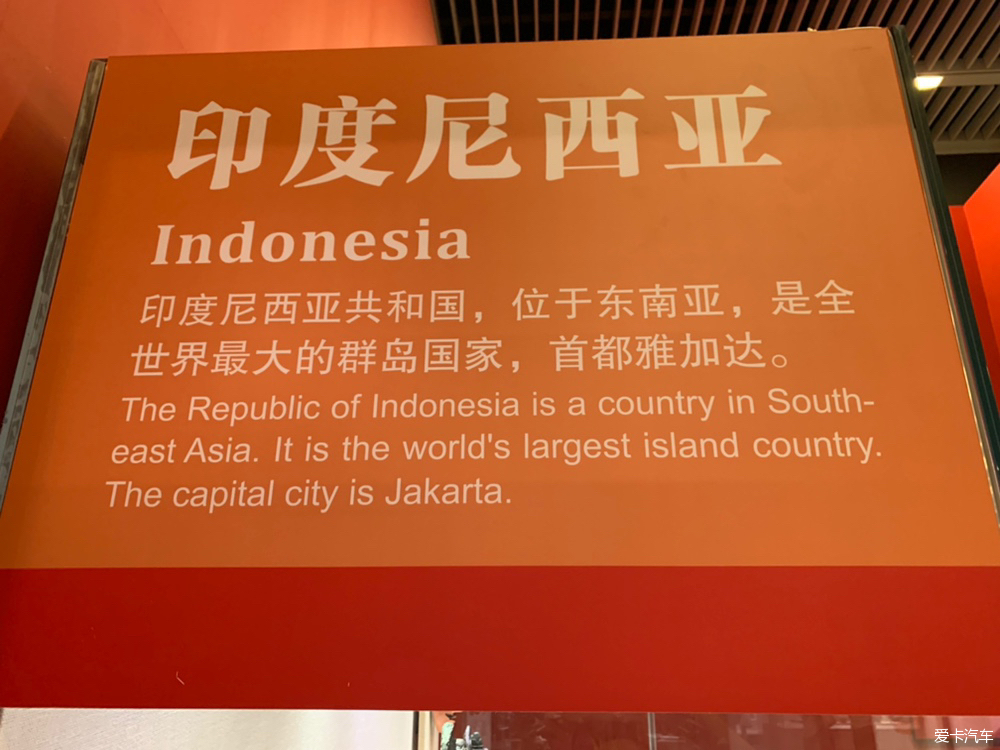 印度尼西亚
Indonesia
印度尼西亚共和国，位于东南亚，是全
世界最大的群岛国家，首都雅加达。
The Republic of Indonesia is a country in South-
east Asia. It is the world's largest island country.
The capital city is Jakarta.
爱卡汽车